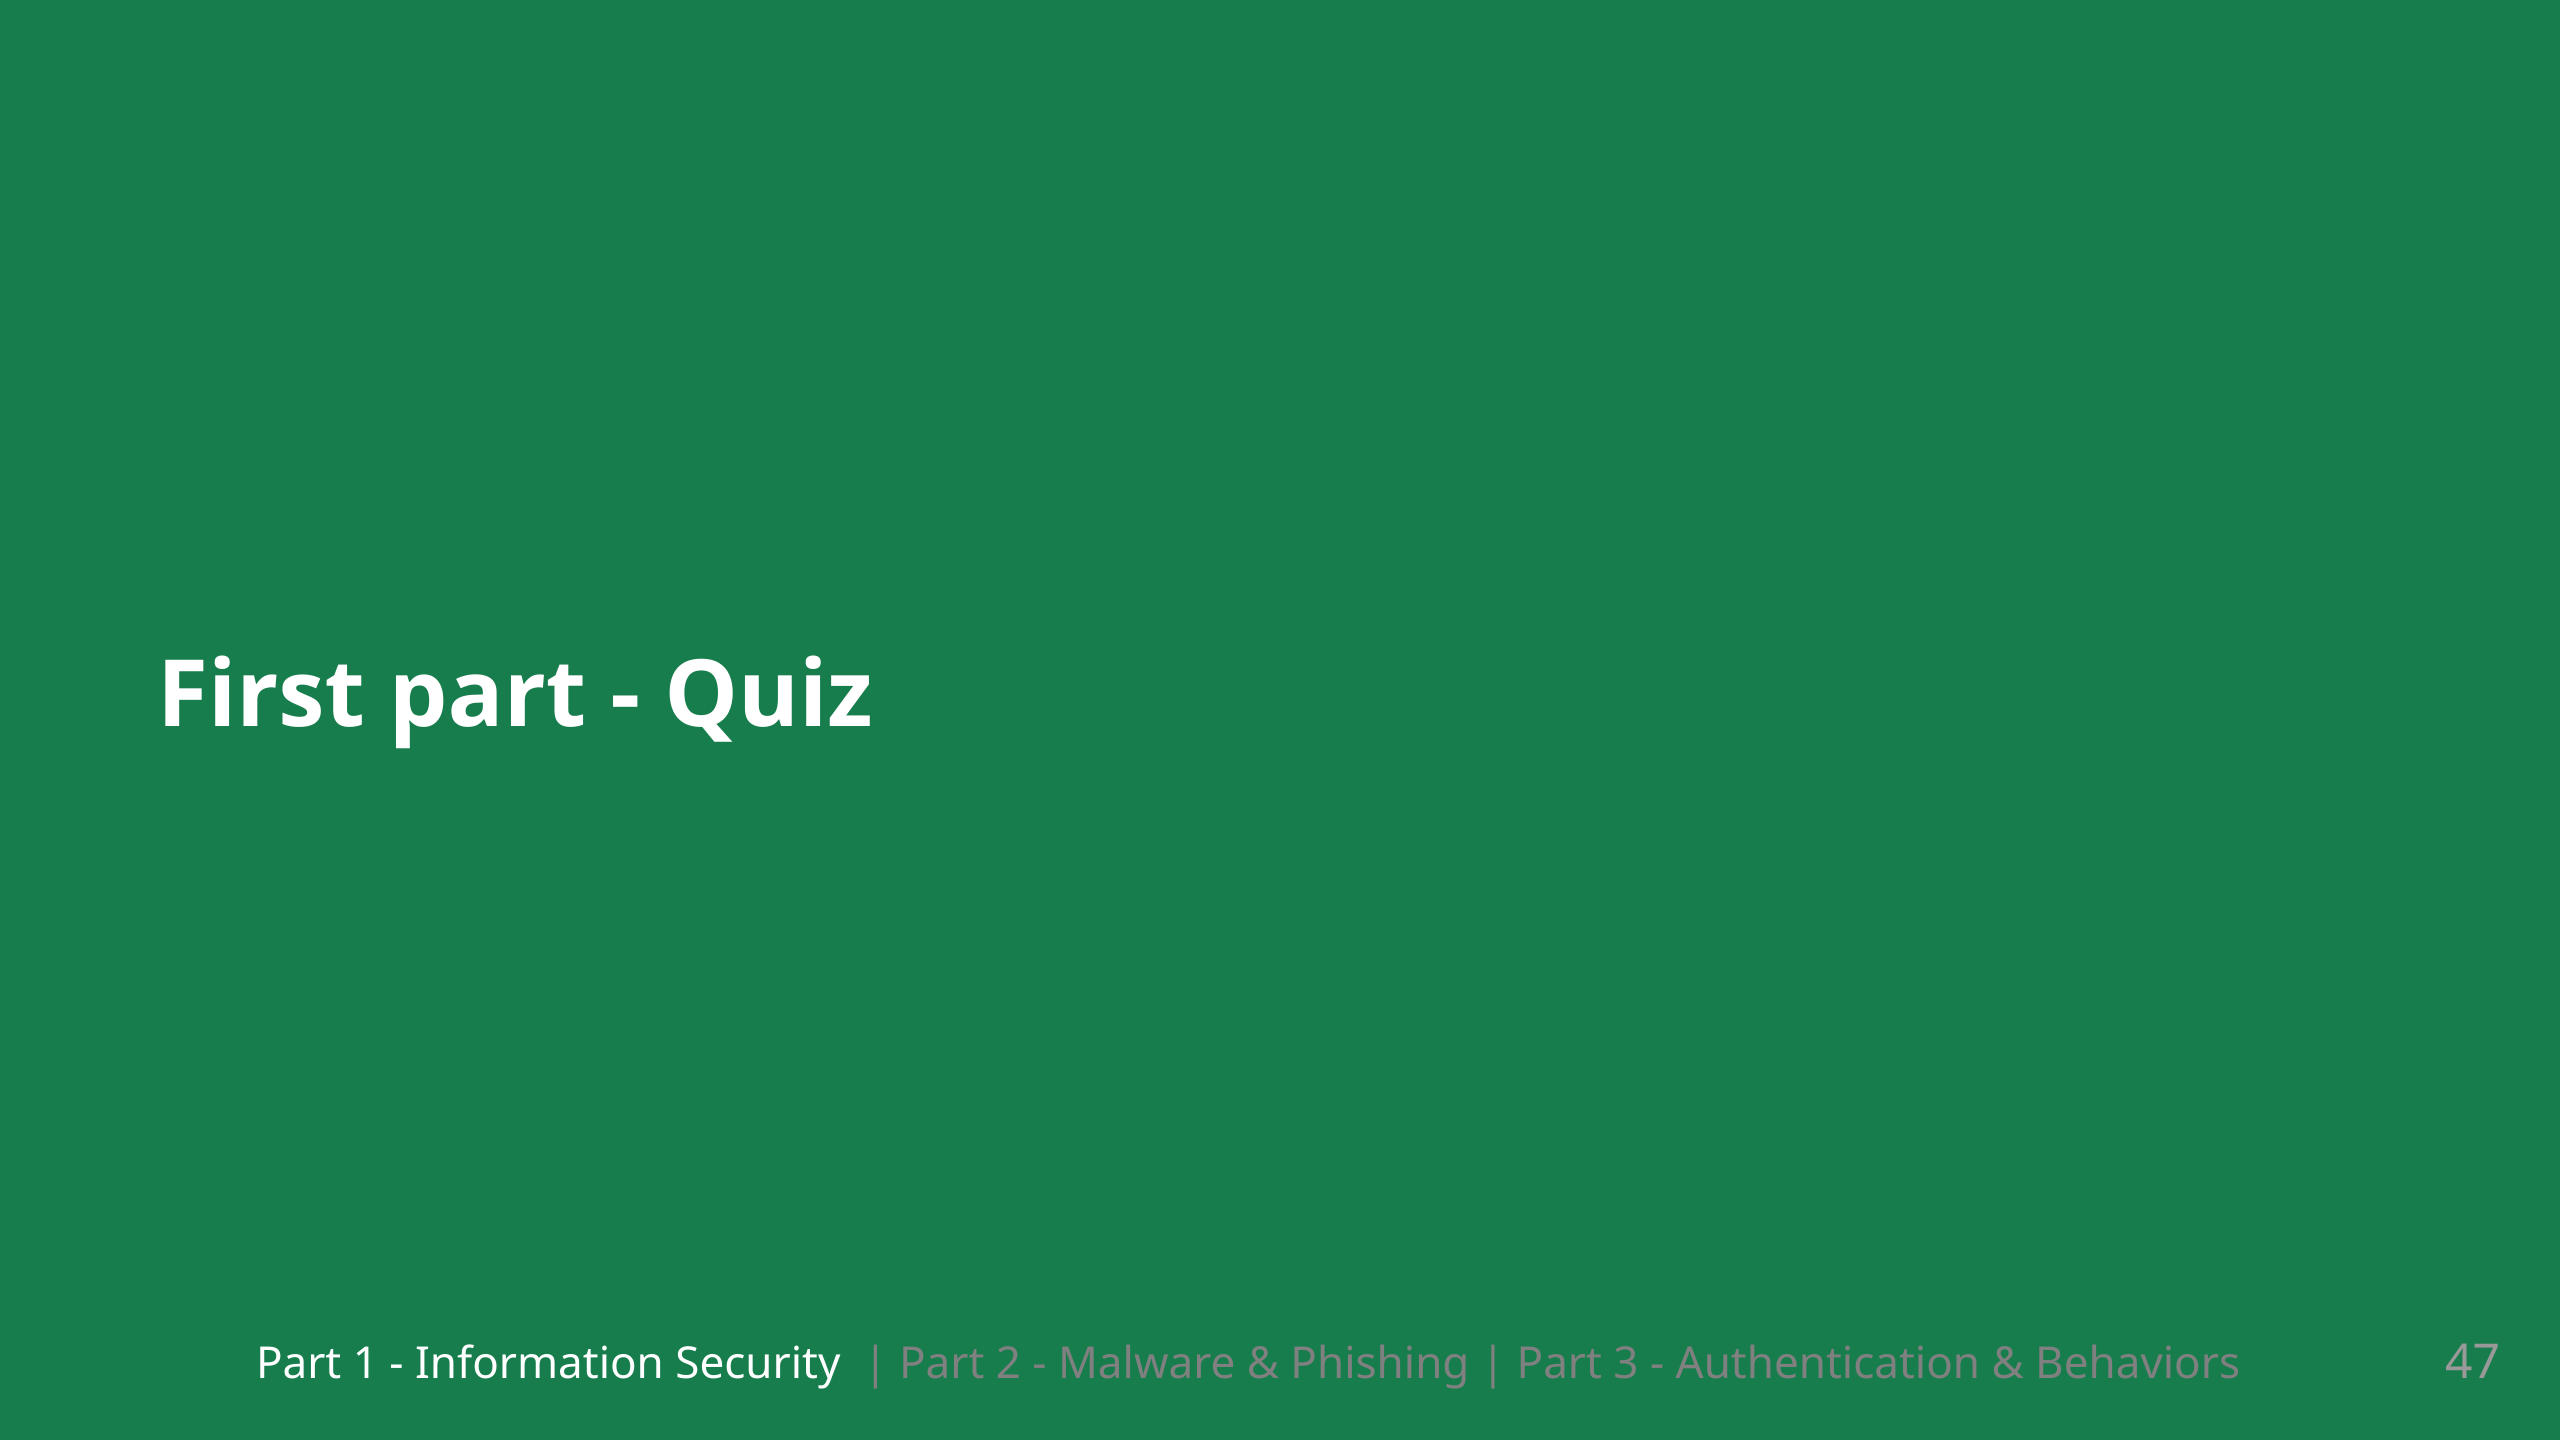 First part - Quiz
Part 1 - Information Security | Part 2 - Malware & Phishing | Part 3 - Authentication & Behaviors 47